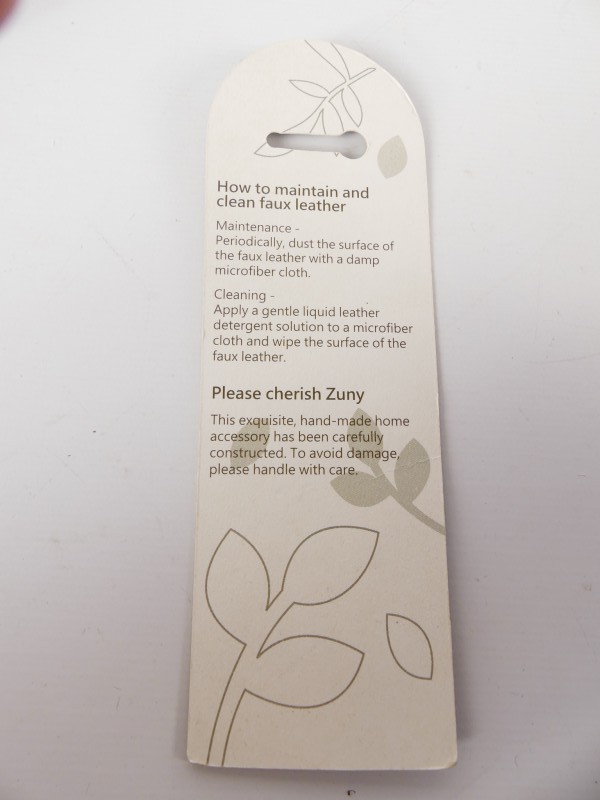 How to maintain and
clean faux leather
Maintenance -
Periodically, dust the surface of
the faux leather with a damp
microfiber cloth.
Cleaning -
Apply a gentle liquid leather
detergent solution to a microfiber
cloth and wipe the surface of the
faux leather.
Please cherish Zuny
This exquisite, hand-made home
accessory has been carefully
constructed. To avoid damage,
please handle with care.